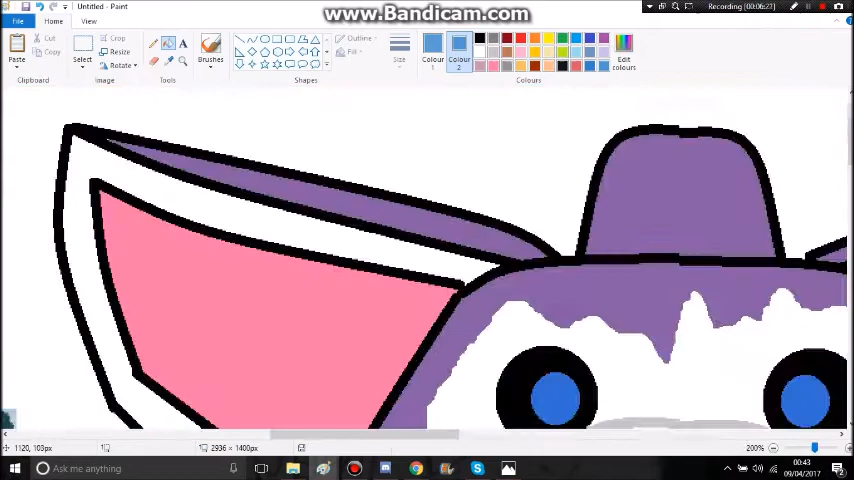 Untitled - Paint
www.Bandicam.com
Recording [00:06:27]
File
Home
View
Paste
Cut
Copy
Clipboard
Select
Crop
Resize
Rotate
Image
A
Tools
Brushes
Outline
Fill
Shapes
Size
Colour 1
Colour 2
Edit colours
Colours
1120, 103px
2936 × 1400px
200%
Ask me anything
00:43
09/04/2017